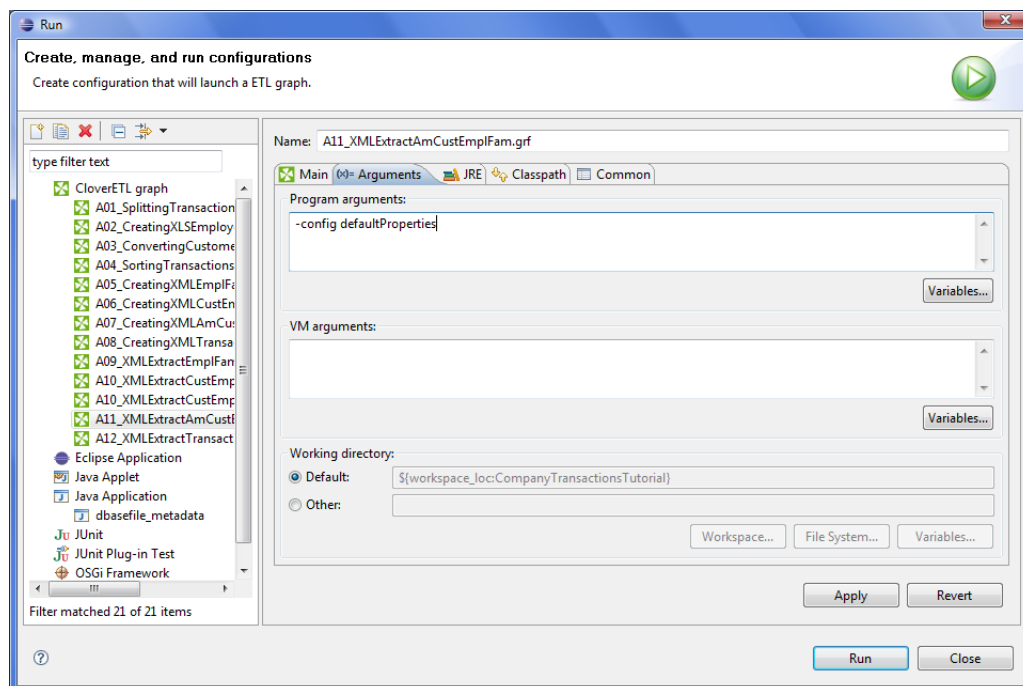 Run
Create, manage, and run configurations
Create configuration that will launch a ETL graph.
type filter text
CloverETL graph
A01_SplittingTransaction
A02_CreatingXLSEmploy
A03_ConvertingCustome
A04_SortingTransactions
A05_CreatingXMLEmplFa
A06_CreatingXMLCustEn
A07_CreatingXMLAmCu
A08_CreatingXMLTransa
A09_XMLExtractEmplFan
A10_XMLExtractCustEmp
A10_XMLExtractCustEmp
A11_XMLExtractAmCustE
A12_XMLExtractTransact
Eclipse Application
Java Applet
Java Application
dbasefile_metadata
JUnit
JUnit Plug-in Test
OSGi Framework
Filter matched 21 of 21 items
Name: A11_XMLExtractAmCustEmplFam.grf
Main (x)= Arguments JRE Classpath Common
Program arguments:
-config defaultProperties
Variables...
VM arguments:
Variables...
Working directory:
Default: ${workspace_loc:CompanyTransactionsTutorial}
Other:
Workspace... File System... Variables...
Apply Revert
Run Close